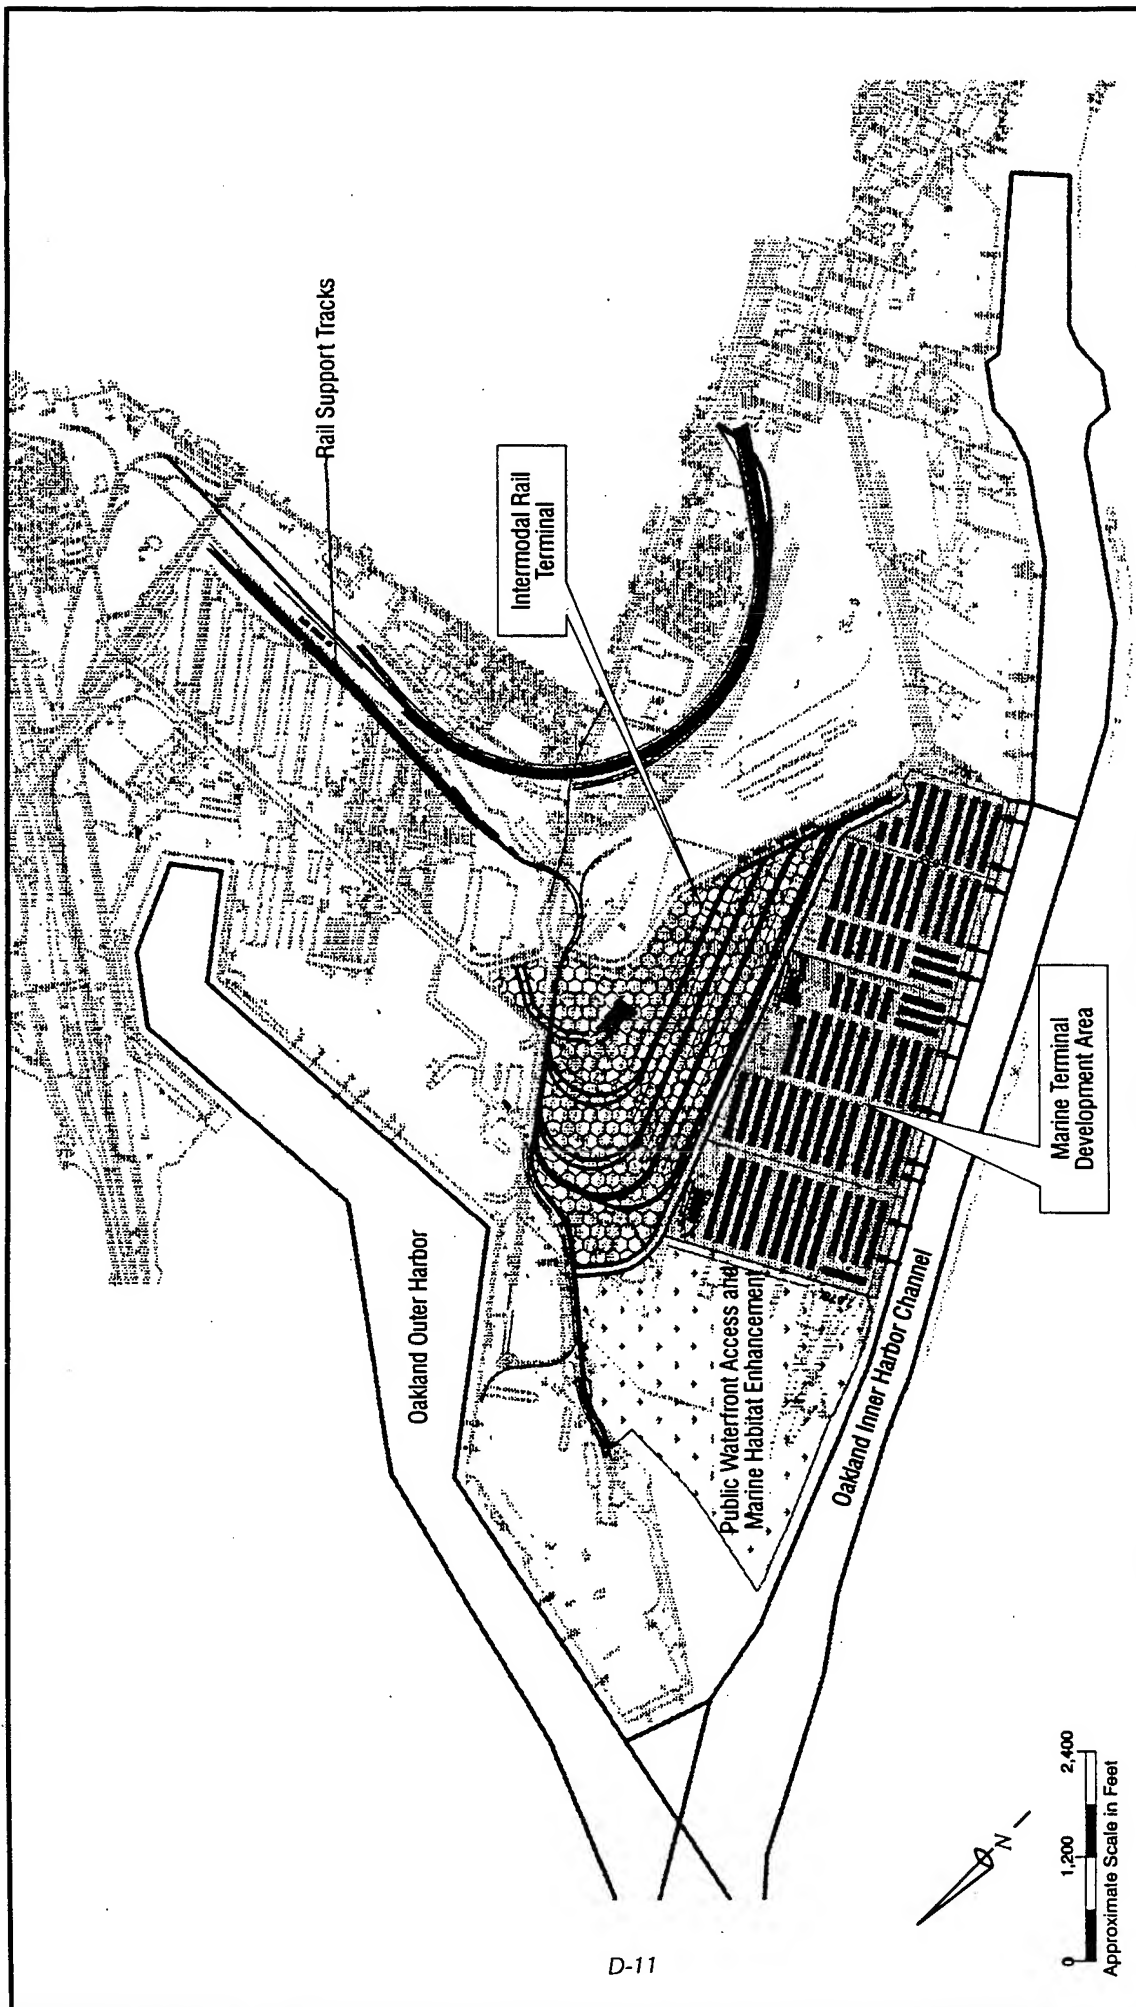 Rail Support Tracks
Intermodal Rail
Terminal
Oakland Outer Harbor
Public Waterfront Access and
Marine Habitat Enhancement
Marine Terminal
Development Area
Oakland Inner Harbor Channel
N
0 1,200 2,400
Approximate Scale in Feet
D-11